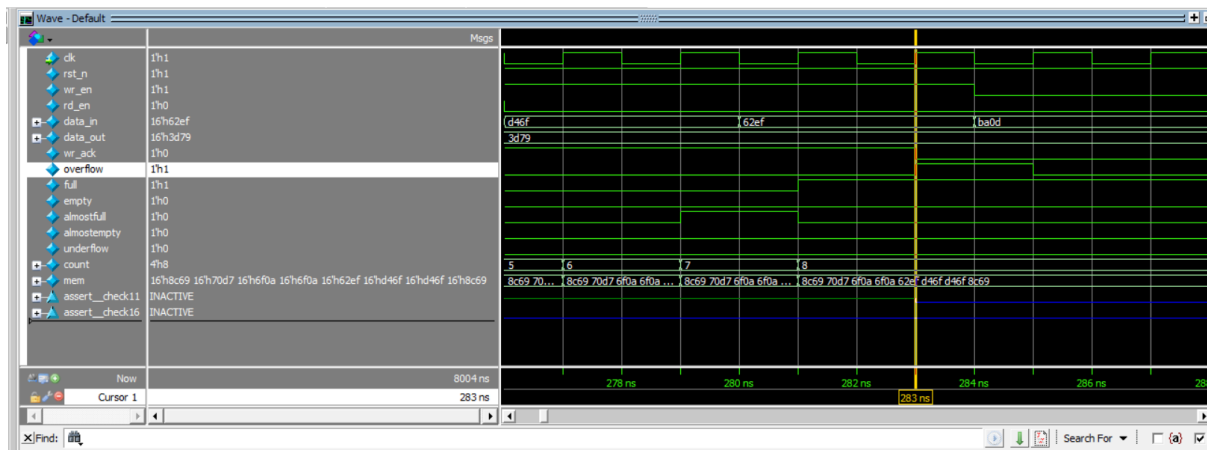 Wave - Default
Msgs
clk 1'h1
rst_n 1'h1
wr_en 1'h1
rd_en 1'h0
data_in 16'h62ef d46f 62ef ba0d
data_out 16'h3d79 3d79
wr_ack 1'h0
overflow 1'h1
full 1'h1
empty 1'h0
almostfull 1'h0
almostempty 1'h0
underflow 1'h0
count 4'h8 5 6 7 8
mem 16'h8c69 16'h70d7 16'h6f0a 16'h6f0a 16'h62ef 16'hd46f 16'hd46f 16'h8c69 8c69 70... 8c69 70d7 6f0a 6f0a ... 8c69 70d7 6f0a 6f0a ... 8c69 70d7 6f0a 6f0a 62ef d46f d46f 8c69
assert__check11 INACTIVE
assert__check16 INACTIVE
Now 8004 ns 278 ns 280 ns 282 ns 284 ns 286 ns
Cursor 1 283 ns 283 ns
Find: Search For {a}